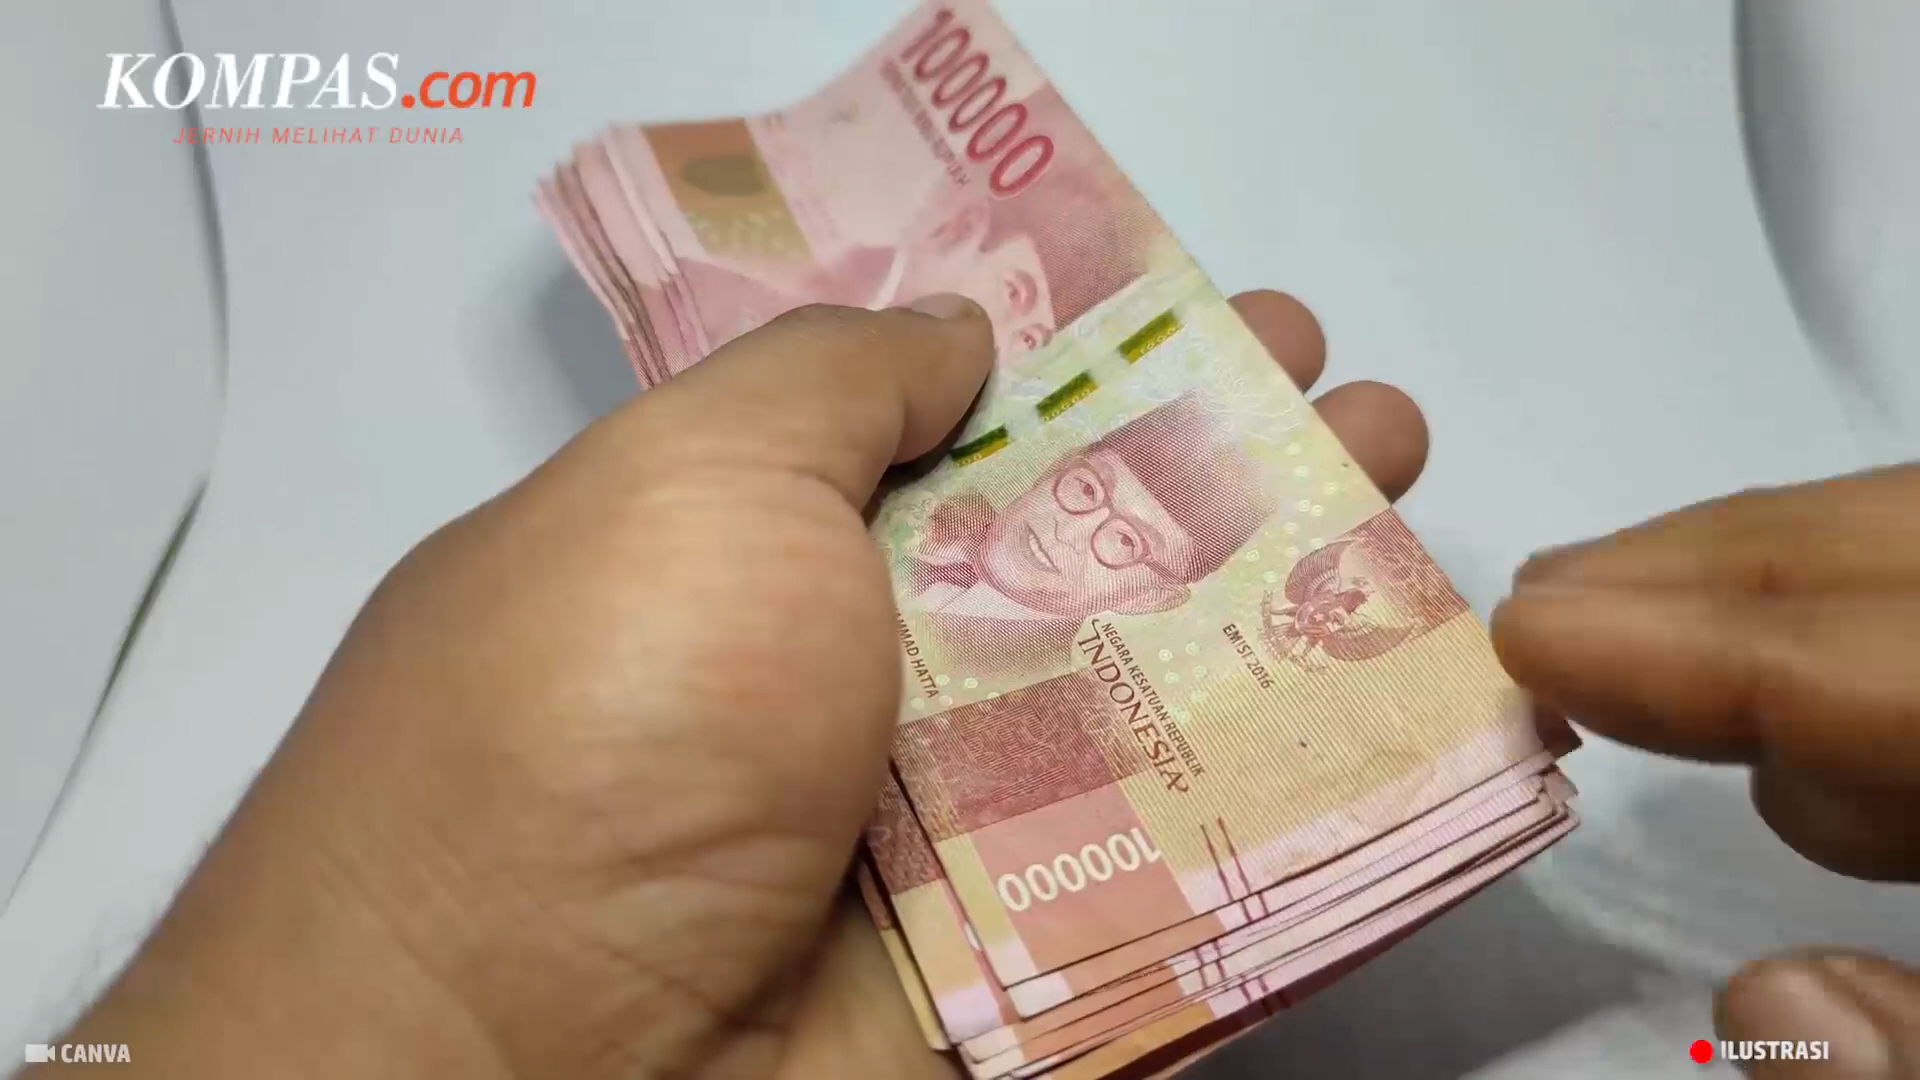 KOMPAS.com
JERNIH MELIHAT DUNIA
100000
MMAD HATTA
NEGARA KESATUAN REPUBLIK
INDONESIA
EMISI 2016
100000
CANVA
ILUSTRASI